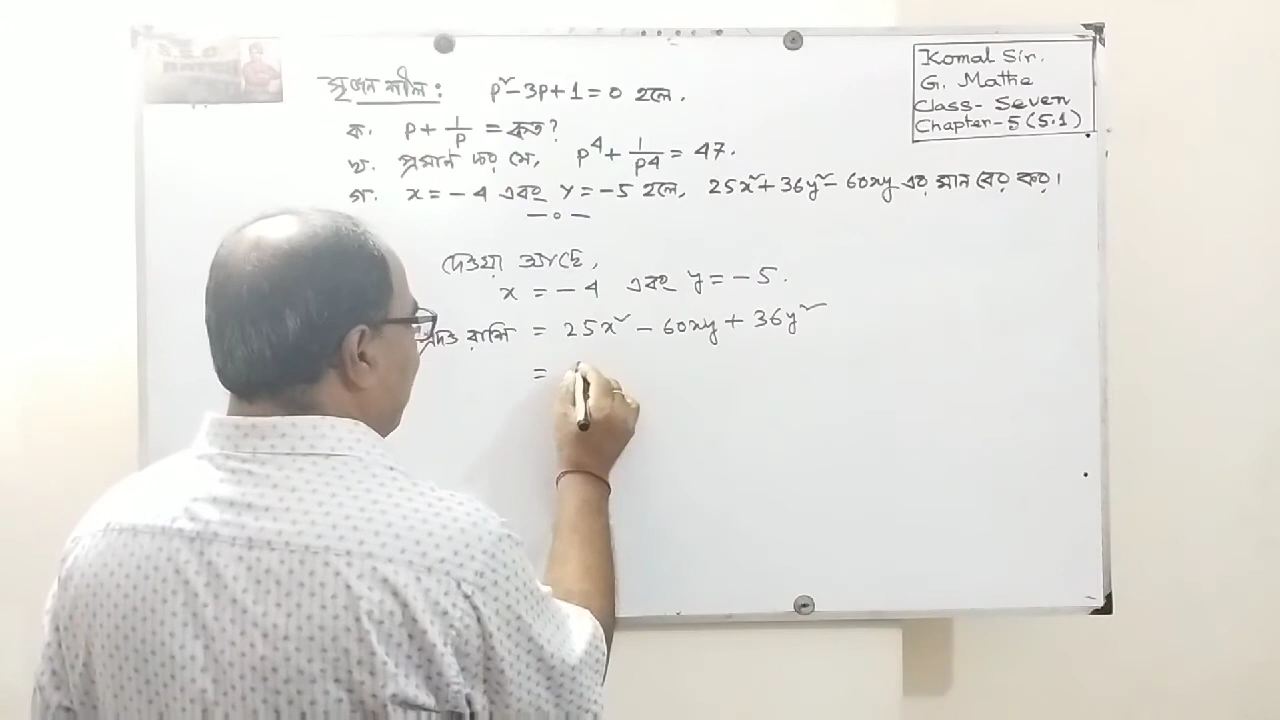 সৃজনশীল: p²-3p+1=0 হলে,
ক. p+1/p = কত?
খ. প্রমাণ কর যে, p⁴+1/p4 = 47.
গ. x=-4 এবং y=-5 হলে, 25x²+36y²-60xy এর মান বের কর।
দেওয়া আছে,
x = -4 এবং y = -5.
প্রদত্ত রাশি = 25x² - 60xy + 36y²
=
Komal Sir.
G. Mathe
Class- Seven
Chapter-5(5.1)